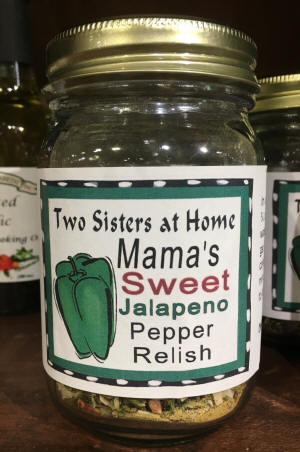 Two Sisters at Home
Mama's
Sweet
Jalapeno
Pepper
Relish